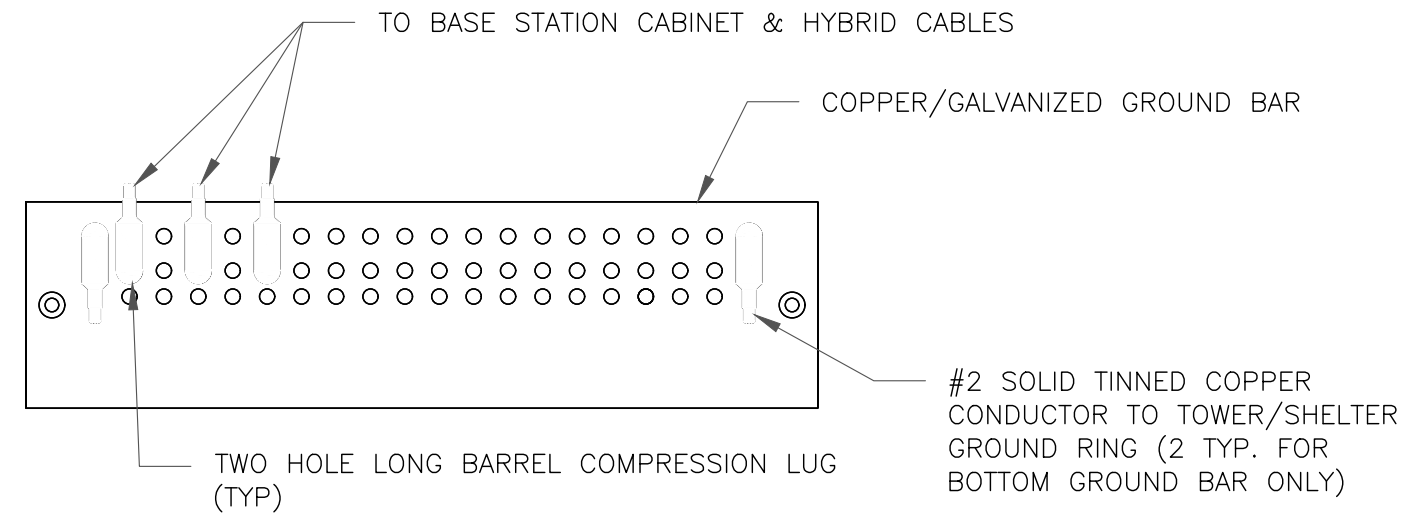 TO BASE STATION CABINET & HYBRID CABLES
COPPER/GALVANIZED GROUND BAR
#2 SOLID TINNED COPPER
CONDUCTOR TO TOWER/SHELTER
GROUND RING (2 TYP. FOR
BOTTOM GROUND BAR ONLY)
TWO HOLE LONG BARREL COMPRESSION LUG
(TYP)